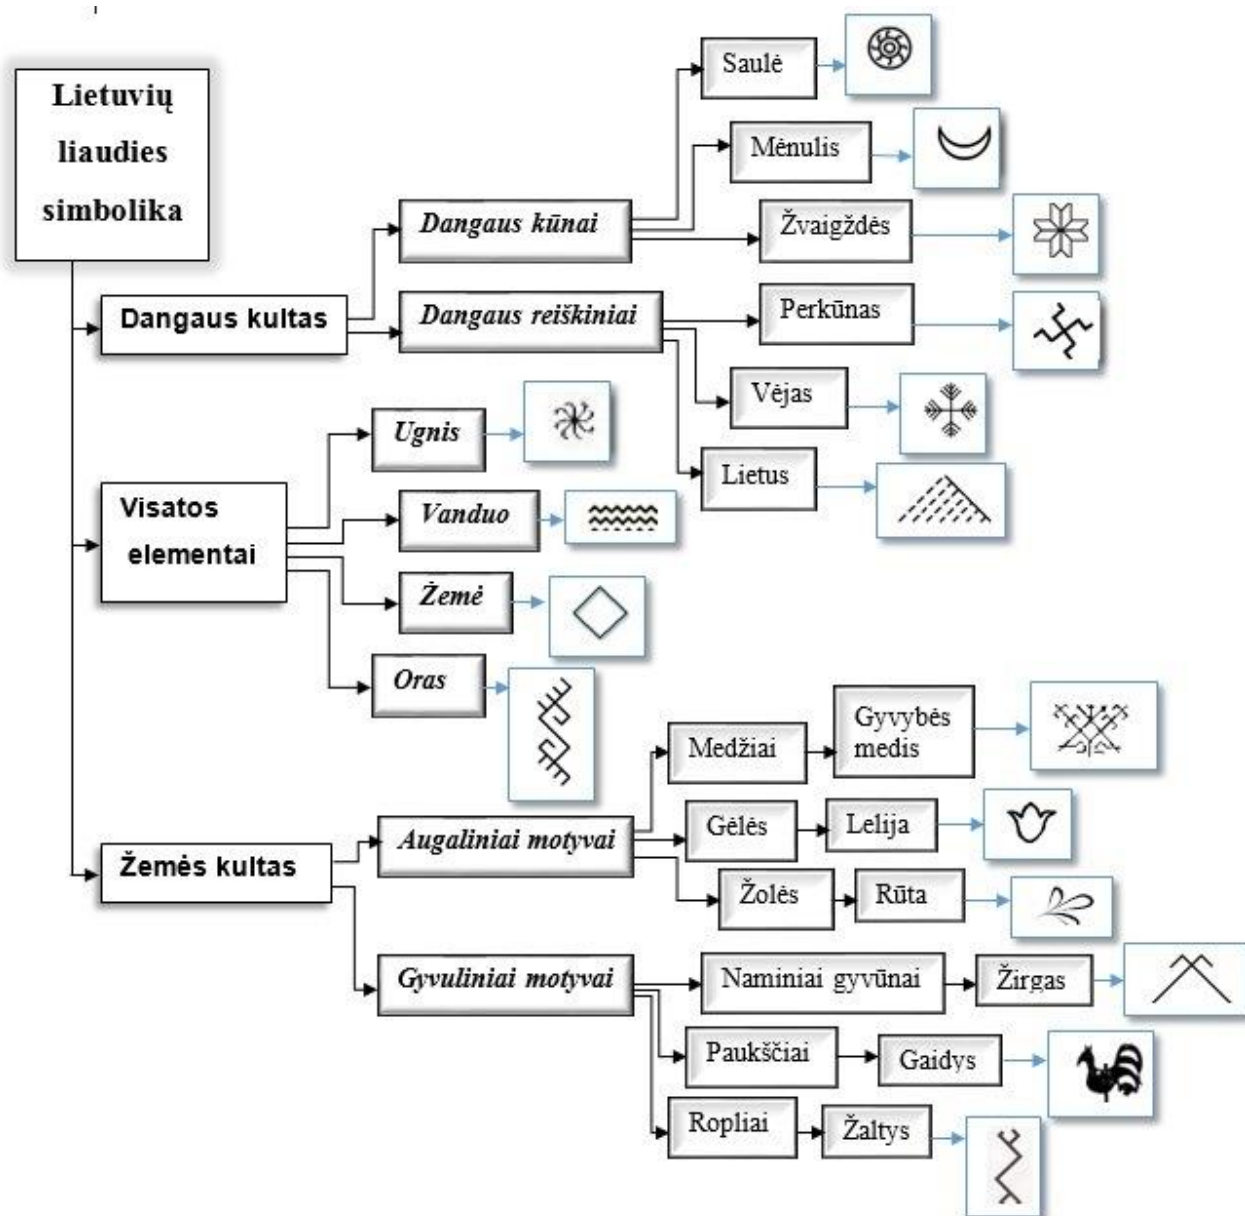 Lietuvių
liaudies
simbolika
Dangaus kultas
Dangaus kūnai
Saulė
Mėnulis
Žvaigždės
Dangaus reiškiniai
Perkūnas
Vėjas
Lietus
Visatos
elementai
Ugnis
Vanduo
Žemė
Oras
Žemės kultas
Augaliniai motyvai
Medžiai
Gyvybės
medis
Gėlės
Lelija
Žolės
Rūta
Gyvuliniai motyvai
Naminiai gyvūnai
Žirgas
Paukščiai
Gaidys
Ropliai
Žaltys